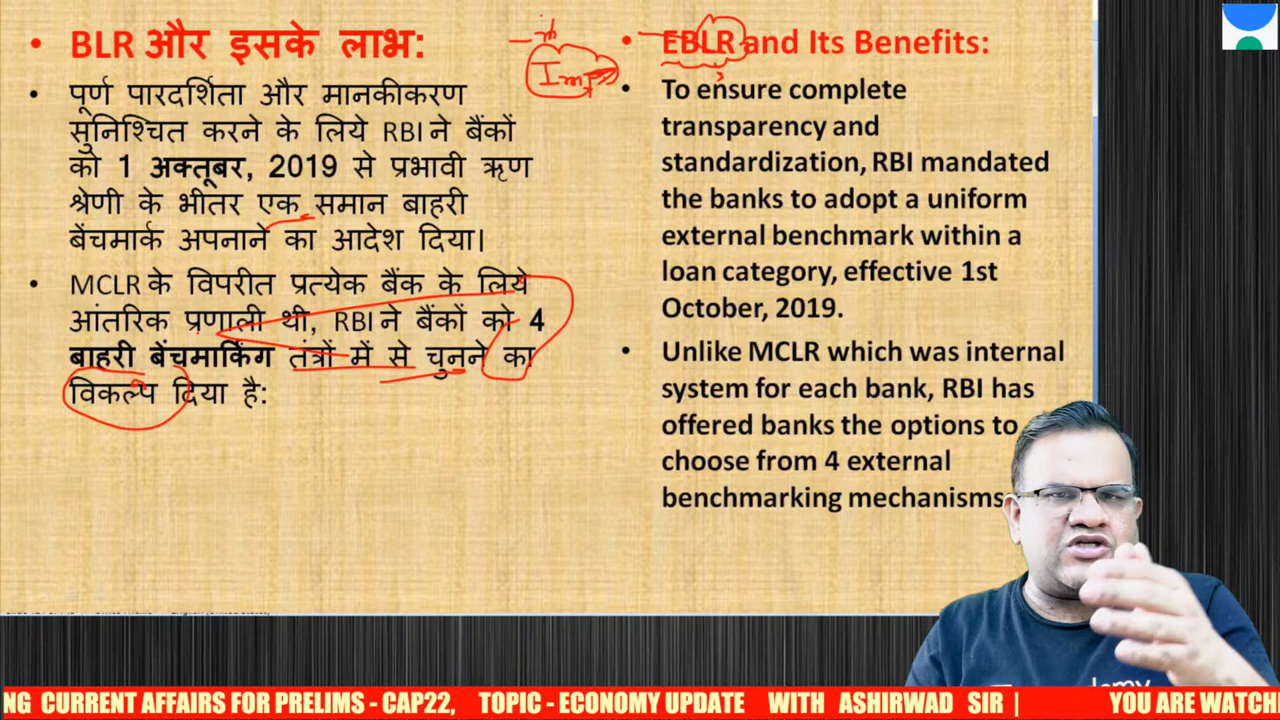 BLR और इसके लाभ:
पूर्ण पारदर्शिता और मानकीकरण
सुनिश्चित करने के लिये RBI ने बैंकों
को 1 अक्तूबर, 2019 से प्रभावी ऋण
श्रेणी के भीतर एक समान बाहरी
बेंचमार्क अपनाने का आदेश दिया।
MCLR के विपरीत प्रत्येक बैंक के लिये
आंतरिक प्रणाली थी, RBI ने बैंकों को 4
बाहरी बेंचमार्किंग तंत्रों में से चुनने का
विकल्प दिया है:
EBLR and Its Benefits:
To ensure complete
transparency and
standardization, RBI mandated
the banks to adopt a uniform
external benchmark within a
loan category, effective 1st
October, 2019.
Unlike MCLR which was internal
system for each bank, RBI has
offered banks the options to
choose from 4 external
benchmarking mechanisms
NG CURRENT AFFAIRS FOR PRELIMS - CAP22, TOPIC - ECONOMY UPDATE WITH ASHIRWAD SIR | YOU ARE WATCH